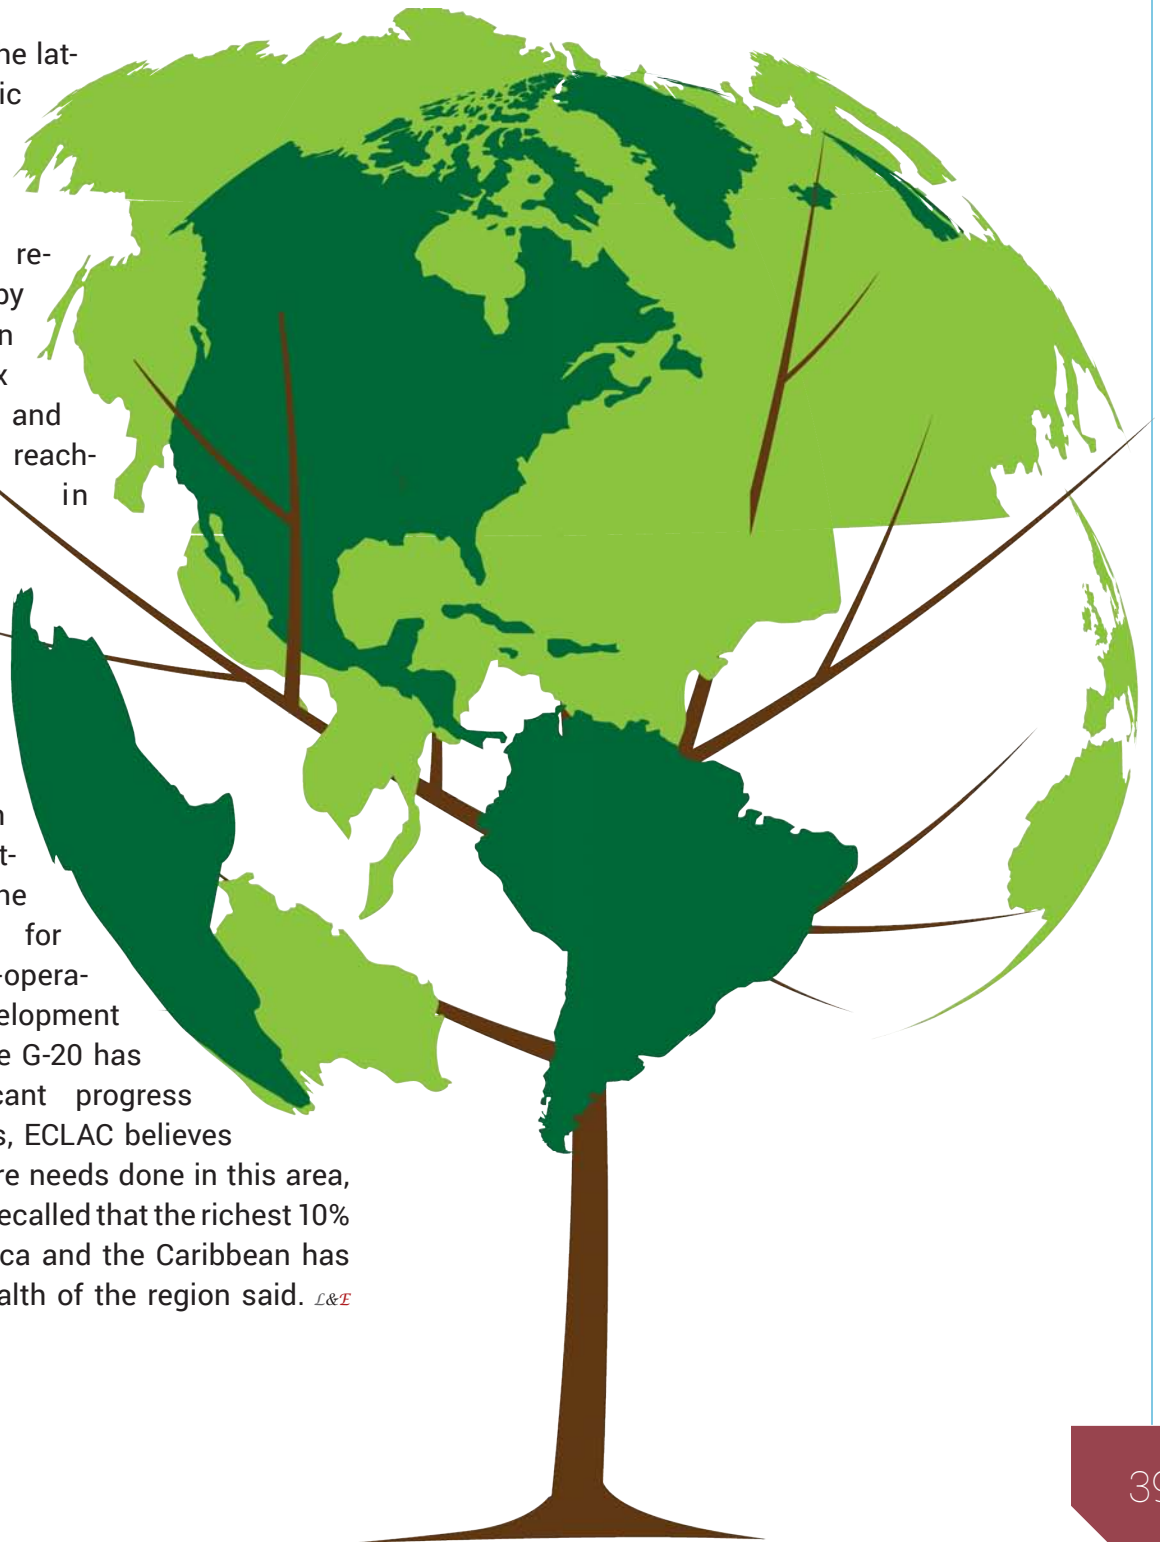 he lat-
ic
re-
by
n
x
and
reach-
in
n
t-
ne
for
-opera-
elopment
e G-20 has
cant progress
s, ECLAC believes
re needs done in this area,
ecalled that the richest 10%
ca and the Caribbean has
alth of the region said. L&E
39